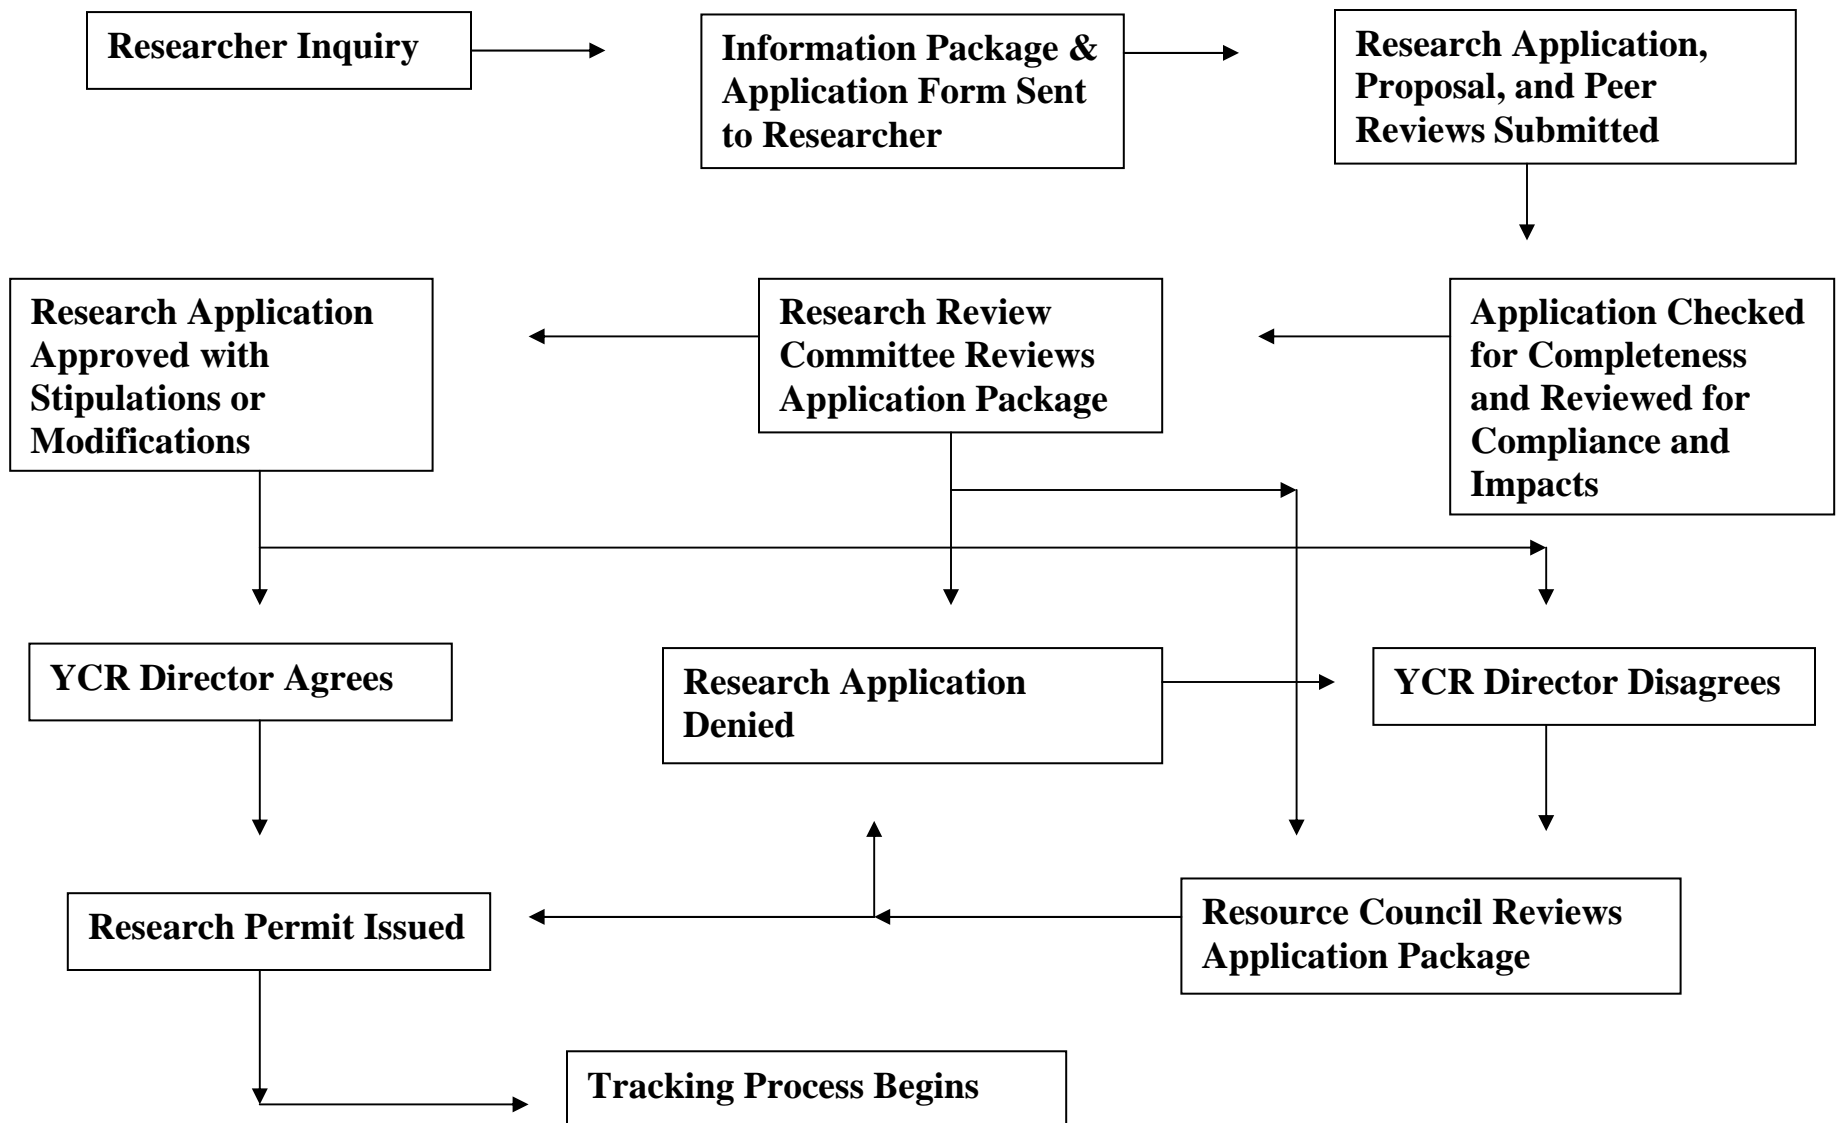 Researcher Inquiry
Information Package &
Application Form Sent
to Researcher
Research Application,
Proposal, and Peer
Reviews Submitted
Research Application
Approved with
Stipulations or
Modifications
Research Review
Committee Reviews
Application Package
Application Checked
for Completeness
and Reviewed for
Compliance and
Impacts
YCR Director Agrees
Research Application
Denied
YCR Director Disagrees
Research Permit Issued
Resource Council Reviews
Application Package
Tracking Process Begins